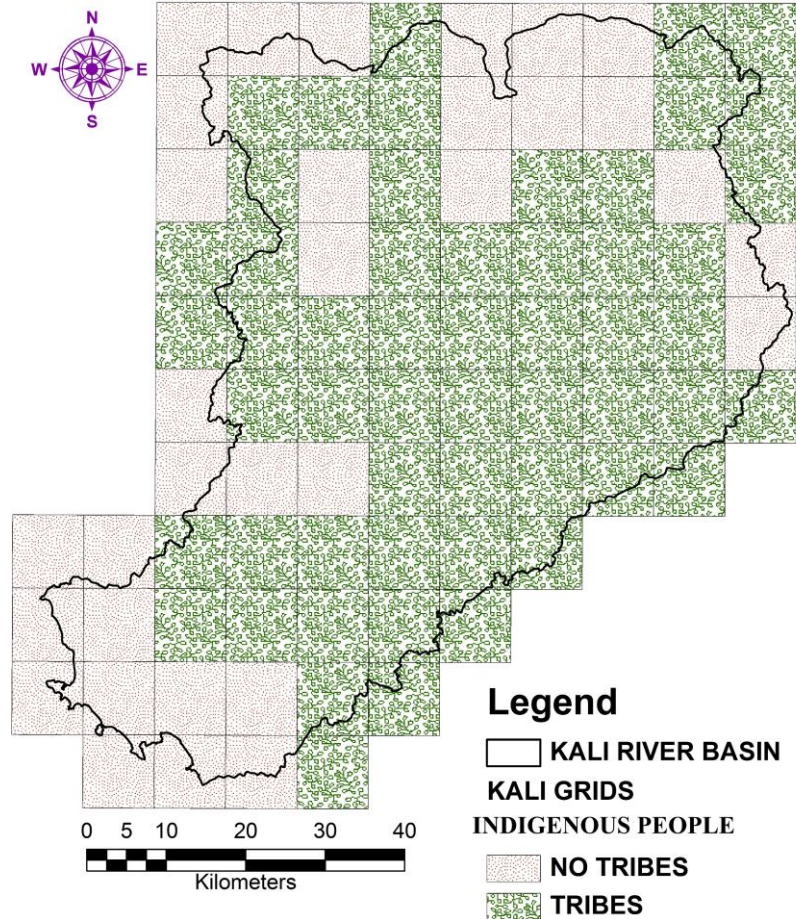 N
W E
S
Legend
KALI RIVER BASIN
KALI GRIDS
INDIGENOUS PEOPLE
NO TRIBES
TRIBES
0 5 10 20 30 40
Kilometers